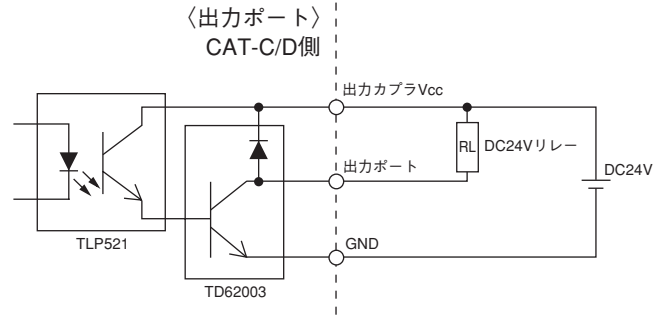 〈出力ポート〉
CAT-C/D側
出力カプラVcc
RL
DC24Vリレー
DC24V
出力ポート
GND
TLP521
TD62003